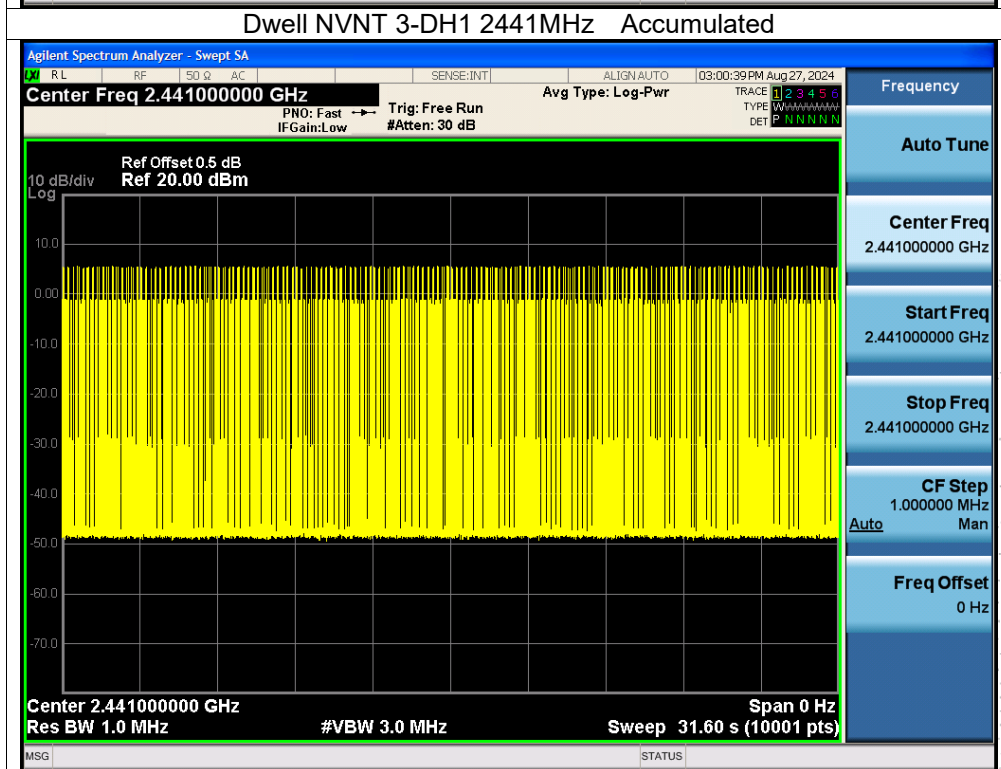 Dwell NVNT 3-DH1 2441MHz Accumulated
Agilent Spectrum Analyzer - Swept SA
LXI RL RF 50 Ω AC SENSE:INT ALIGN AUTO 03:00:39 PM Aug 27, 2024
Center Freq 2.441000000 GHz
PNO: Fast
IFGain:Low
Trig: Free Run
#Atten: 30 dB
Avg Type: Log-Pwr
TRACE 1 2 3 4 5 6
TYPE WWWWWW
DET P N N N N N
Ref Offset 0.5 dB
10 dB/div Ref 20.00 dBm
Log
10.0
0.00
-10.0
-20.0
-30.0
-40.0
-50.0
-60.0
-70.0
Center 2.441000000 GHz Span 0 Hz
Res BW 1.0 MHz #VBW 3.0 MHz Sweep 31.60 s (10001 pts)
MSG STATUS
Frequency
Auto Tune
Center Freq
2.441000000 GHz
Start Freq
2.441000000 GHz
Stop Freq
2.441000000 GHz
CF Step
1.000000 MHz
Auto Man
Freq Offset
0 Hz